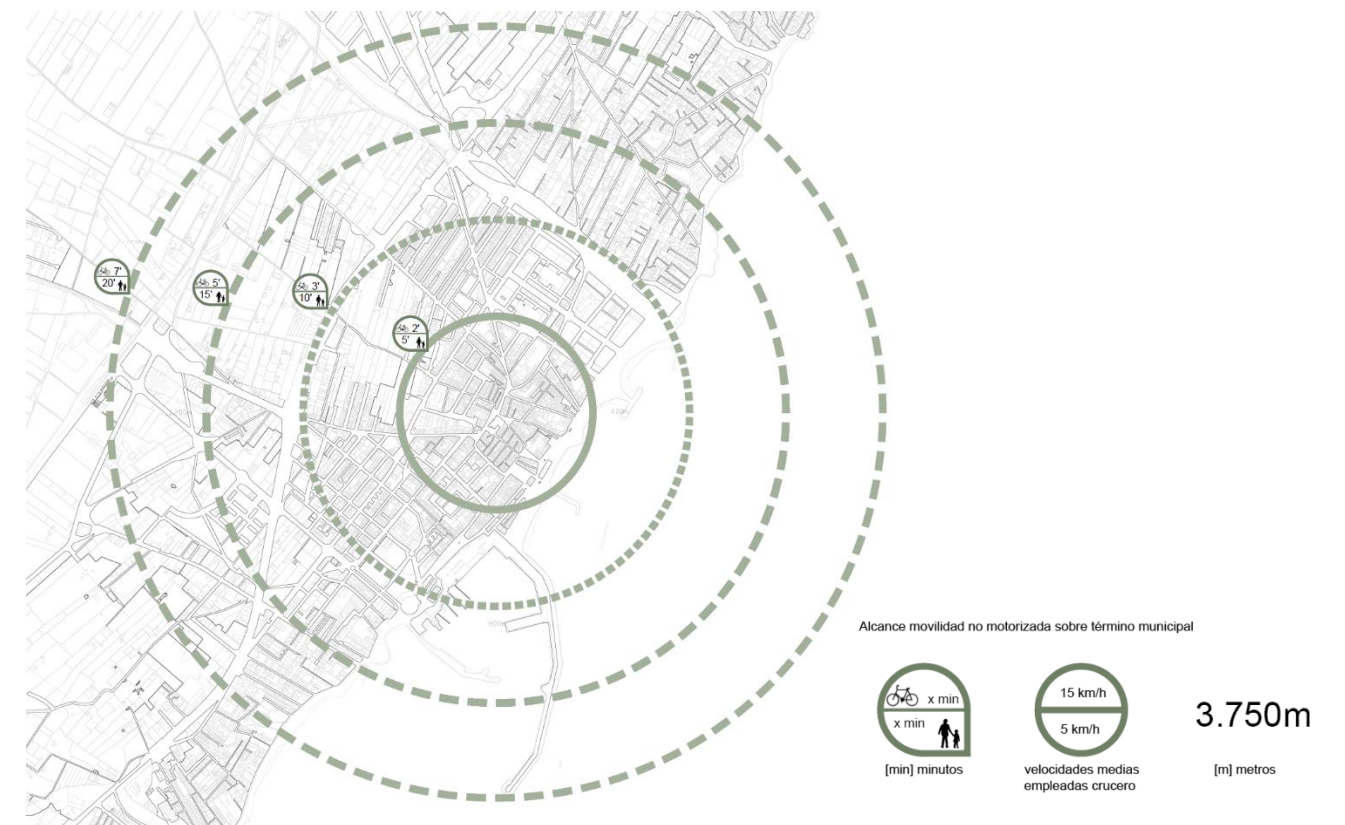 7'
20'
5'
15'
3'
10'
2'
5'
400m
800m
Alcance movilidad no motorizada sobre término municipal
x min
x min
15 km/h
5 km/h
3.750m
[min] minutos
velocidades medias
empleadas crucero
[m] metros